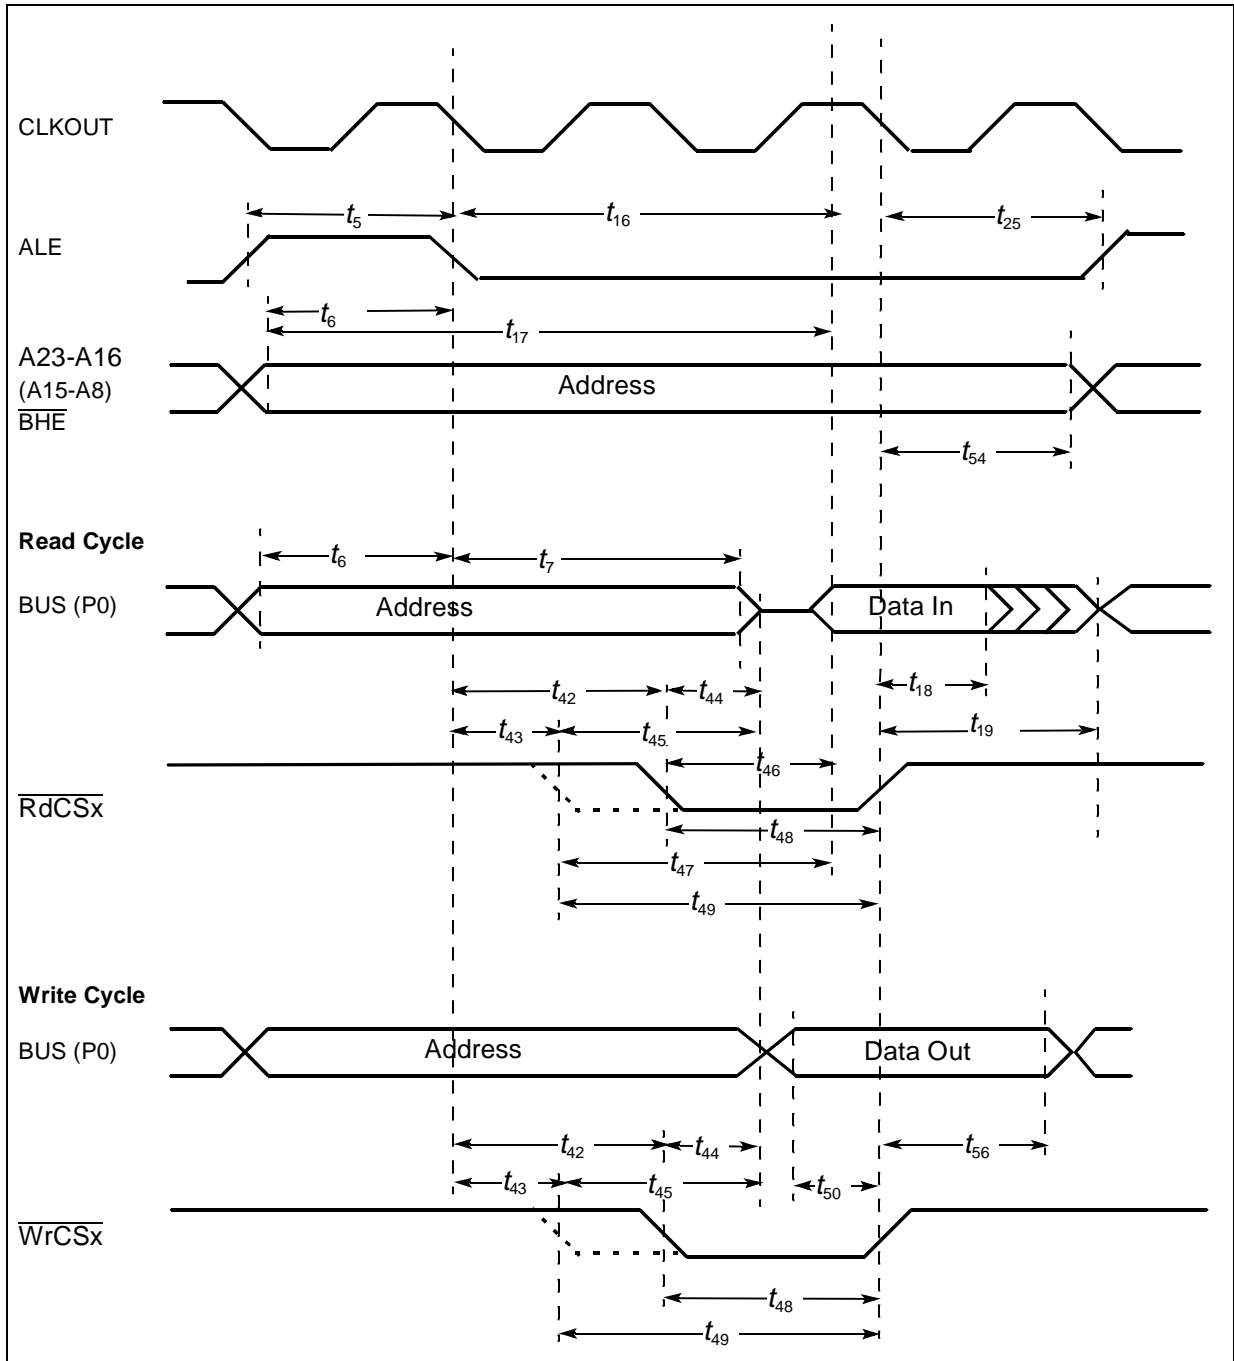 CLKOUT
t5 t16 t25
ALE
t6 t17
A23-A16
(A15-A8)
BHE
Address
t54
Read Cycle
t6 t7
BUS (P0)
Address Data In
t42 t44 t18
t43 t45 t19
t46
RdCSx
t48
t47
t49
Write Cycle
BUS (P0)
Address Data Out
t42 t44 t56
t43 t45 t50
WrCSx
t48
t49